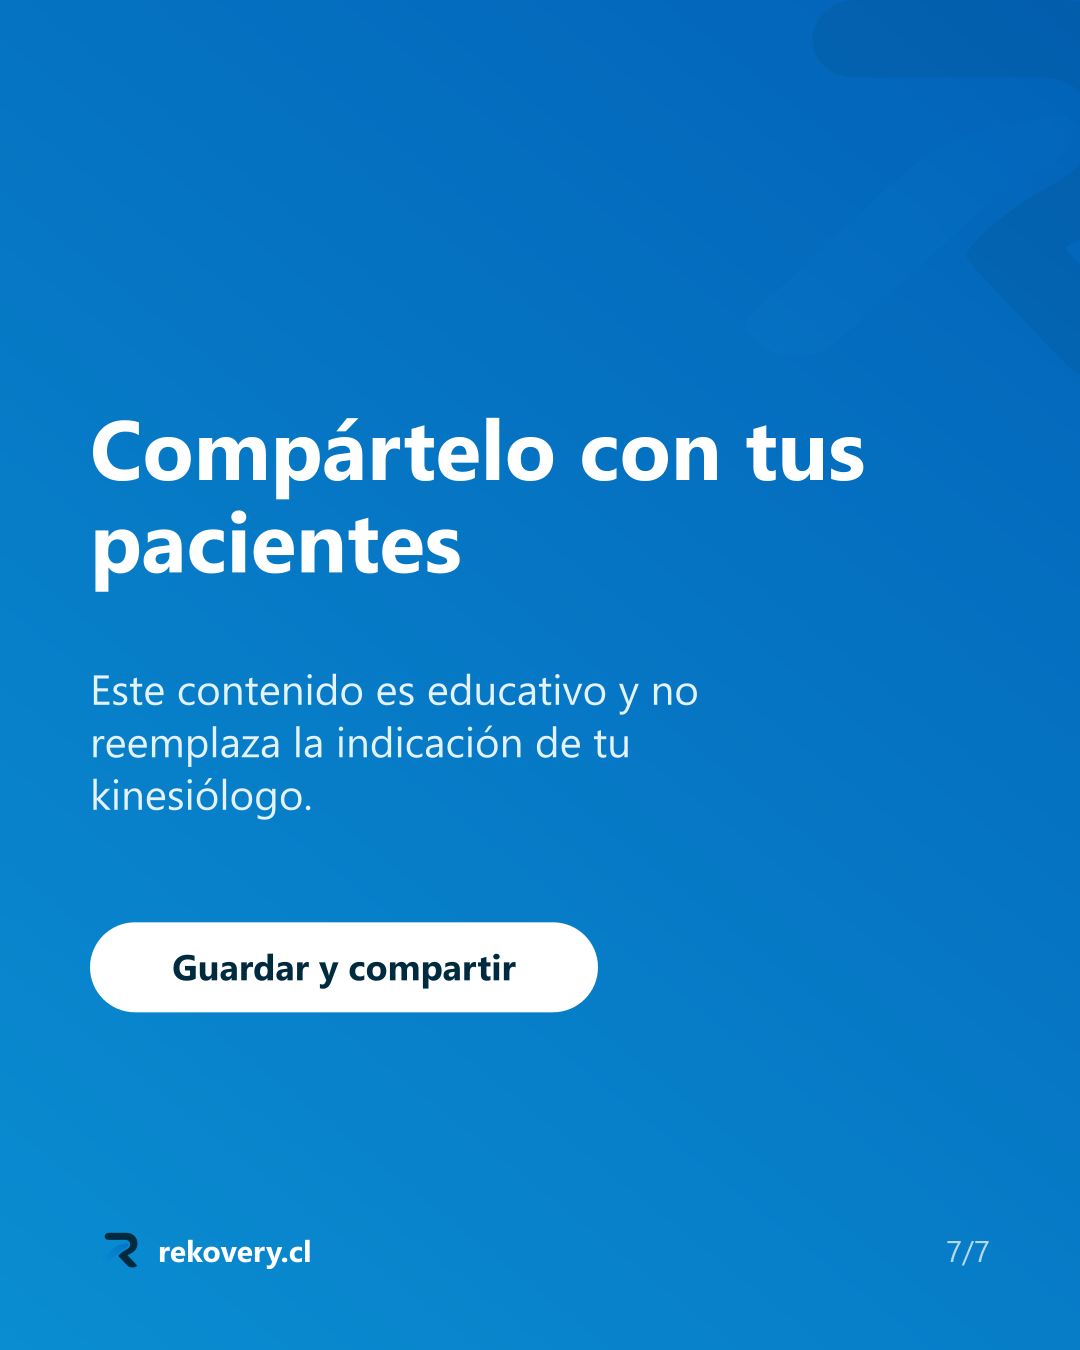 Compártelo con tus
pacientes
Este contenido es educativo y no
reemplaza la indicación de tu
kinesiólogo.
Guardar y compartir
rekovery.cl
7/7